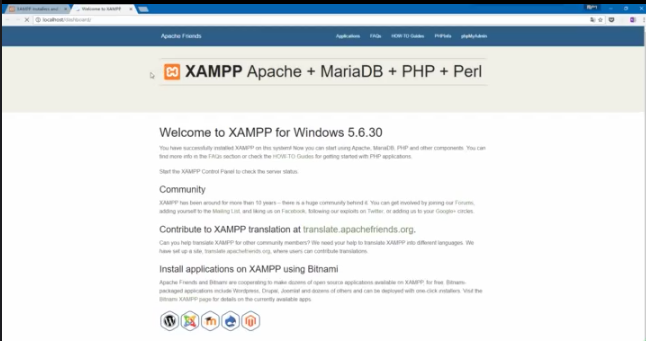 XAMPP Installers and
Welcome to XAMPP
localhost/dashboard/
Apache Friends
Applications FAQs HOW-TO Guides PHPInfo phpMyAdmin
XAMPP Apache + MariaDB + PHP + Perl
Welcome to XAMPP for Windows 5.6.30
You have successfully installed XAMPP on this system! Now you can start using Apache, MariaDB, PHP and other components. You can
find more info in the FAQs section or check the HOW-TO Guides for getting started with PHP applications.
Start the XAMPP Control Panel to check the server status.
Community
XAMPP has been around for more than 10 years – there is a huge community behind it. You can get involved by joining our Forums,
adding yourself to the Mailing List, and liking us on Facebook, following our exploits on Twitter, or adding us to your Google+ circles.
Contribute to XAMPP translation at translate.apachefriends.org.
Can you help translate XAMPP for other community members? We need your help to translate XAMPP into different languages. We
have set up a site, translate.apachefriends.org, where users can contribute translations.
Install applications on XAMPP using Bitnami
Apache Friends and Bitnami are cooperating to make dozens of open source applications available on XAMPP, for free. Bitnami-
packaged applications include Wordpress, Drupal, Joomla! and dozens of others and can be deployed with one-click installers. Visit the
Bitnami XAMPP page for details on the currently available apps.